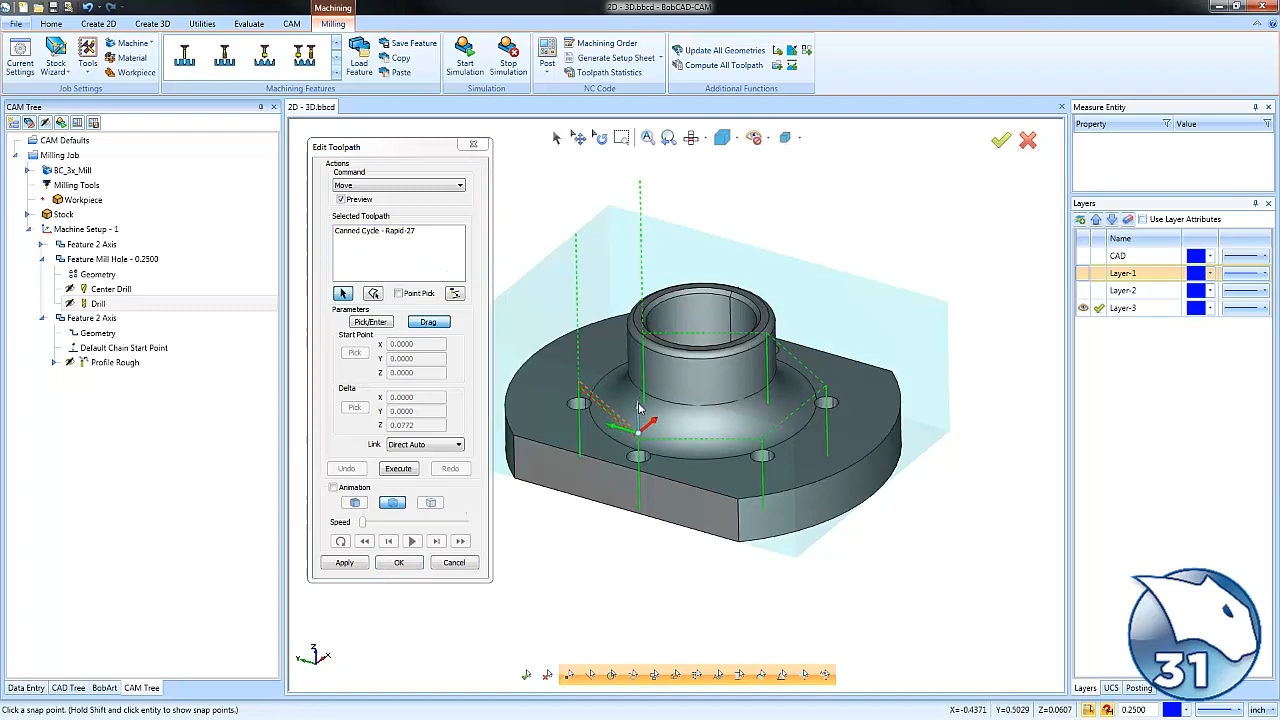 2D - 3D.bbcd - BobCAD-CAM
Machining
File Home Create 2D Create 3D Utilities Evaluate CAM Milling
Current Settings
Stock Wizard
Tools
Machine
Material
Workpiece
Job Settings
Load Feature
Save Feature
Copy
Paste
Machining Features
Start Simulation
Stop Simulation
Simulation
Post
Machining Order
Generate Setup Sheet
Toolpath Statistics
NC Code
Update All Geometries
Compute All Toolpath
Additional Functions
CAM Tree
CAM Defaults
Milling Job
BC_3x_Mill
Milling Tools
Workpiece
Stock
Machine Setup - 1
Feature 2 Axis
Feature Mill Hole - 0.2500
Geometry
Center Drill
Drill
Feature 2 Axis
Geometry
Default Chain Start Point
Profile Rough
Data Entry CAD Tree BobArt CAM Tree
2D - 3D.bbcd
Edit Toolpath
Actions
Command
Move
Preview
Selected Toolpath
Canned Cycle - Rapid-27
Point Pick
Parameters
Pick/Enter Drag
Start Point
Pick
X 0.0000
Y 0.0000
Z 0.0000
Delta
Pick
X 0.0000
Y 0.0000
Z 0.0772
Link Direct Auto
Undo Execute Redo
Animation
Speed
Apply OK Cancel
Z
Y X
Measure Entity
Property Value
Layers
Use Layer Attributes
Name
CAD
Layer-1
Layer-2
Layer-3
31
Layers UCS Posting
Click a snap point. (Hold Shift and click entity to show snap points.)
X=-0.4371 Y=0.5029 Z=0.0607 0.2500 inch